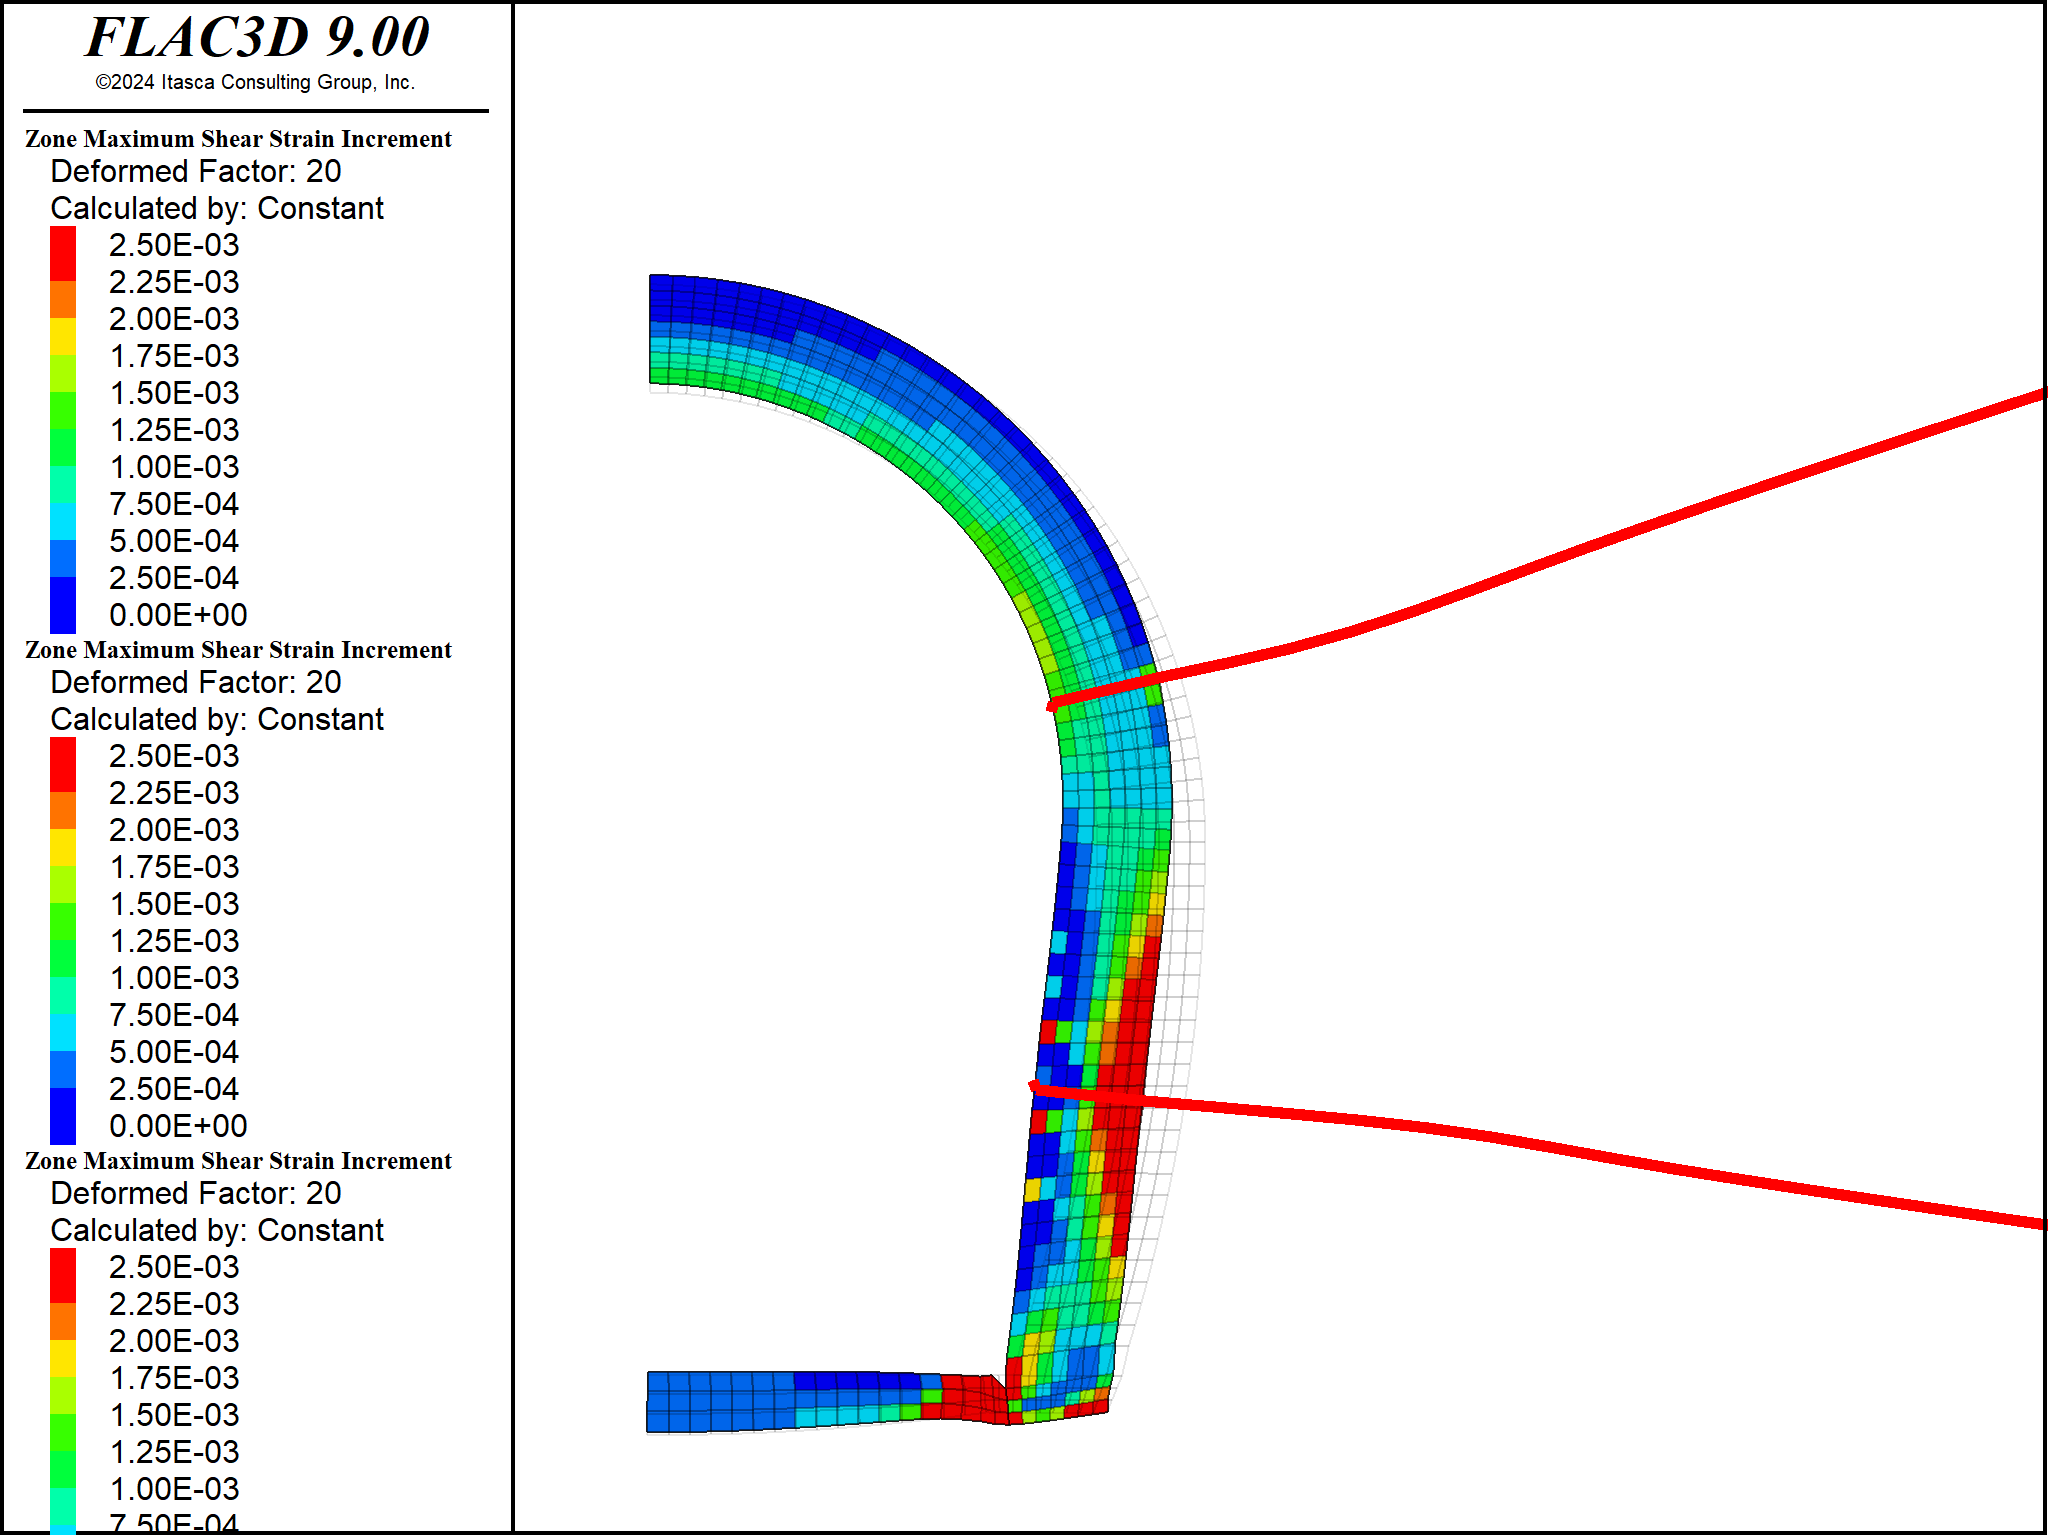 FLAC3D 9.00
©2024 Itasca Consulting Group, Inc.
Zone Maximum Shear Strain Increment
Deformed Factor: 20
Calculated by: Constant
2.50E-03
2.25E-03
2.00E-03
1.75E-03
1.50E-03
1.25E-03
1.00E-03
7.50E-04
5.00E-04
2.50E-04
0.00E+00
Zone Maximum Shear Strain Increment
Deformed Factor: 20
Calculated by: Constant
2.50E-03
2.25E-03
2.00E-03
1.75E-03
1.50E-03
1.25E-03
1.00E-03
7.50E-04
5.00E-04
2.50E-04
0.00E+00
Zone Maximum Shear Strain Increment
Deformed Factor: 20
Calculated by: Constant
2.50E-03
2.25E-03
2.00E-03
1.75E-03
1.50E-03
1.25E-03
1.00E-03
7.50E-04